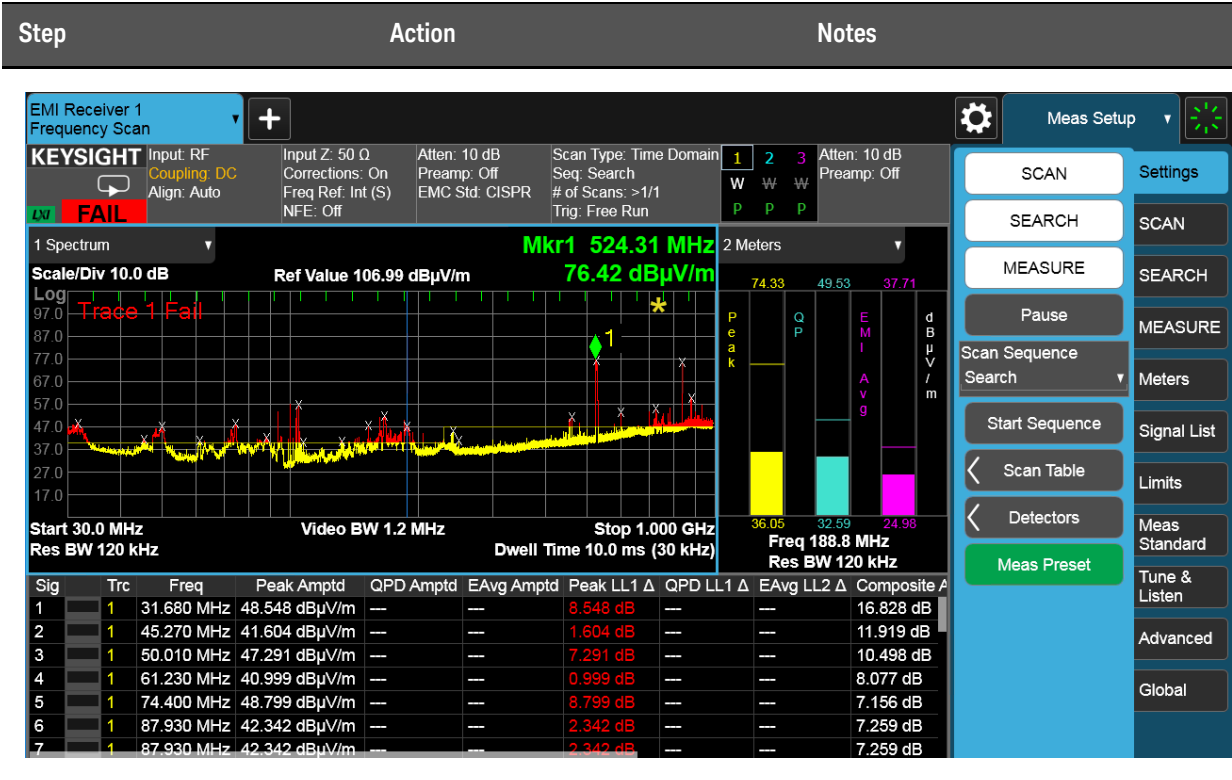 Step Action Notes
EMI Receiver 1
Frequency Scan
+
Meas Setup
KEYSIGHT
LXI FAIL
Input: RF
Coupling: DC
Align: Auto
Input Z: 50 Ω
Corrections: On
Freq Ref: Int (S)
NFE: Off
Atten: 10 dB
Preamp: Off
EMC Std: CISPR
Scan Type: Time Domain
Seq: Search
# of Scans: >1/1
Trig: Free Run
1 2 3
W W W
P P P
Atten: 10 dB
Preamp: Off
1 Spectrum
Mkr1 524.31 MHz
76.42 dBµV/m
Scale/Div 10.0 dB
Ref Value 106.99 dBµV/m
Log
Trace 1 Fail
97.0
87.0
77.0
67.0
57.0
47.0
37.0
27.0
17.0
1
Start 30.0 MHz Video BW 1.2 MHz Stop 1.000 GHz
Res BW 120 kHz Dwell Time 10.0 ms (30 kHz)
2 Meters
74.33 49.53 37.71
Peak
QP
EMI Avg
dBµV/m
36.05 32.59 24.98
Freq 188.8 MHz
Res BW 120 kHz
Sig Trc Freq Peak Amptd QPD Amptd EAvg Amptd Peak LL1 Δ QPD LL1 Δ EAvg LL2 Δ Composite A
1 1 31.680 MHz 48.548 dBµV/m --- --- 8.548 dB --- --- 16.828 dB
2 1 45.270 MHz 41.604 dBµV/m --- --- 1.604 dB --- --- 11.919 dB
3 1 50.010 MHz 47.291 dBµV/m --- --- 7.291 dB --- --- 10.498 dB
4 1 61.230 MHz 40.999 dBµV/m --- --- 0.999 dB --- --- 8.077 dB
5 1 74.400 MHz 48.799 dBµV/m --- --- 8.799 dB --- --- 7.156 dB
6 1 87.930 MHz 42.342 dBµV/m --- --- 2.342 dB --- --- 7.259 dB
7 1 87.930 MHz 42.342 dBµV/m --- --- 2.342 dB --- --- 7.259 dB
SCAN
SEARCH
MEASURE
Pause
Scan Sequence
Search
Start Sequence
Scan Table
Detectors
Meas Preset
Settings
SCAN
SEARCH
MEASURE
Meters
Signal List
Limits
Meas
Standard
Tune &
Listen
Advanced
Global